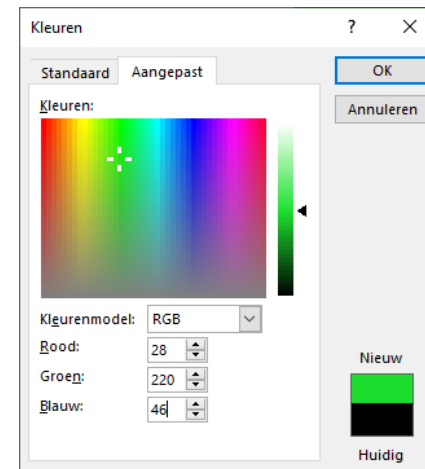 Kleuren ?
Standaard Aangepast
OK
Kleuren:
Annuleren
Kleurenmodel: RGB
Rood: 28
Groen: 220
Blauw: 46
Nieuw
Huidig